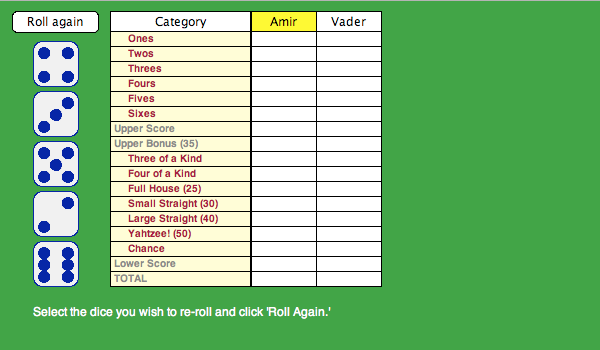 Roll again
Category Amir Vader
Ones
Twos
Threes
Fours
Fives
Sixes
Upper Score
Upper Bonus (35)
Three of a Kind
Four of a Kind
Full House (25)
Small Straight (30)
Large Straight (40)
Yahtzee! (50)
Chance
Lower Score
TOTAL
Select the dice you wish to re-roll and click 'Roll Again.'